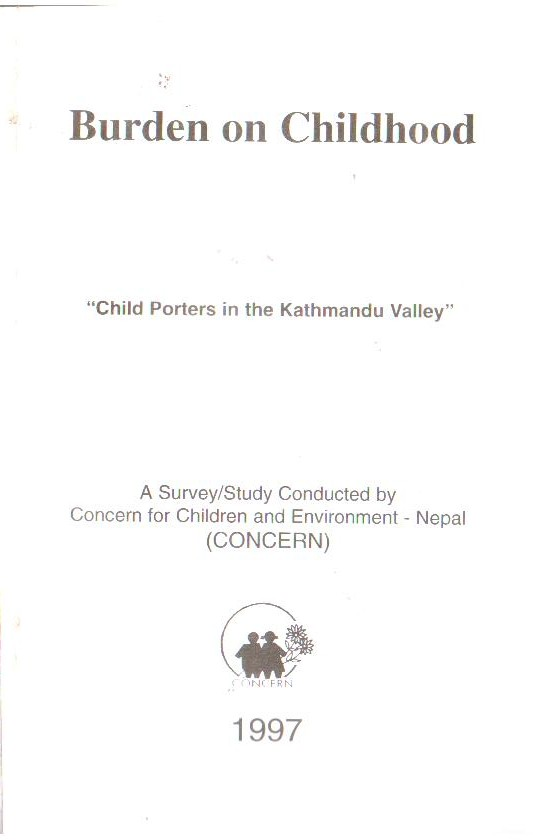 Burden on Childhood
“Child Porters in the Kathmandu Valley”
A Survey/Study Conducted by
Concern for Children and Environment - Nepal
(CONCERN)
CONCERN
1997